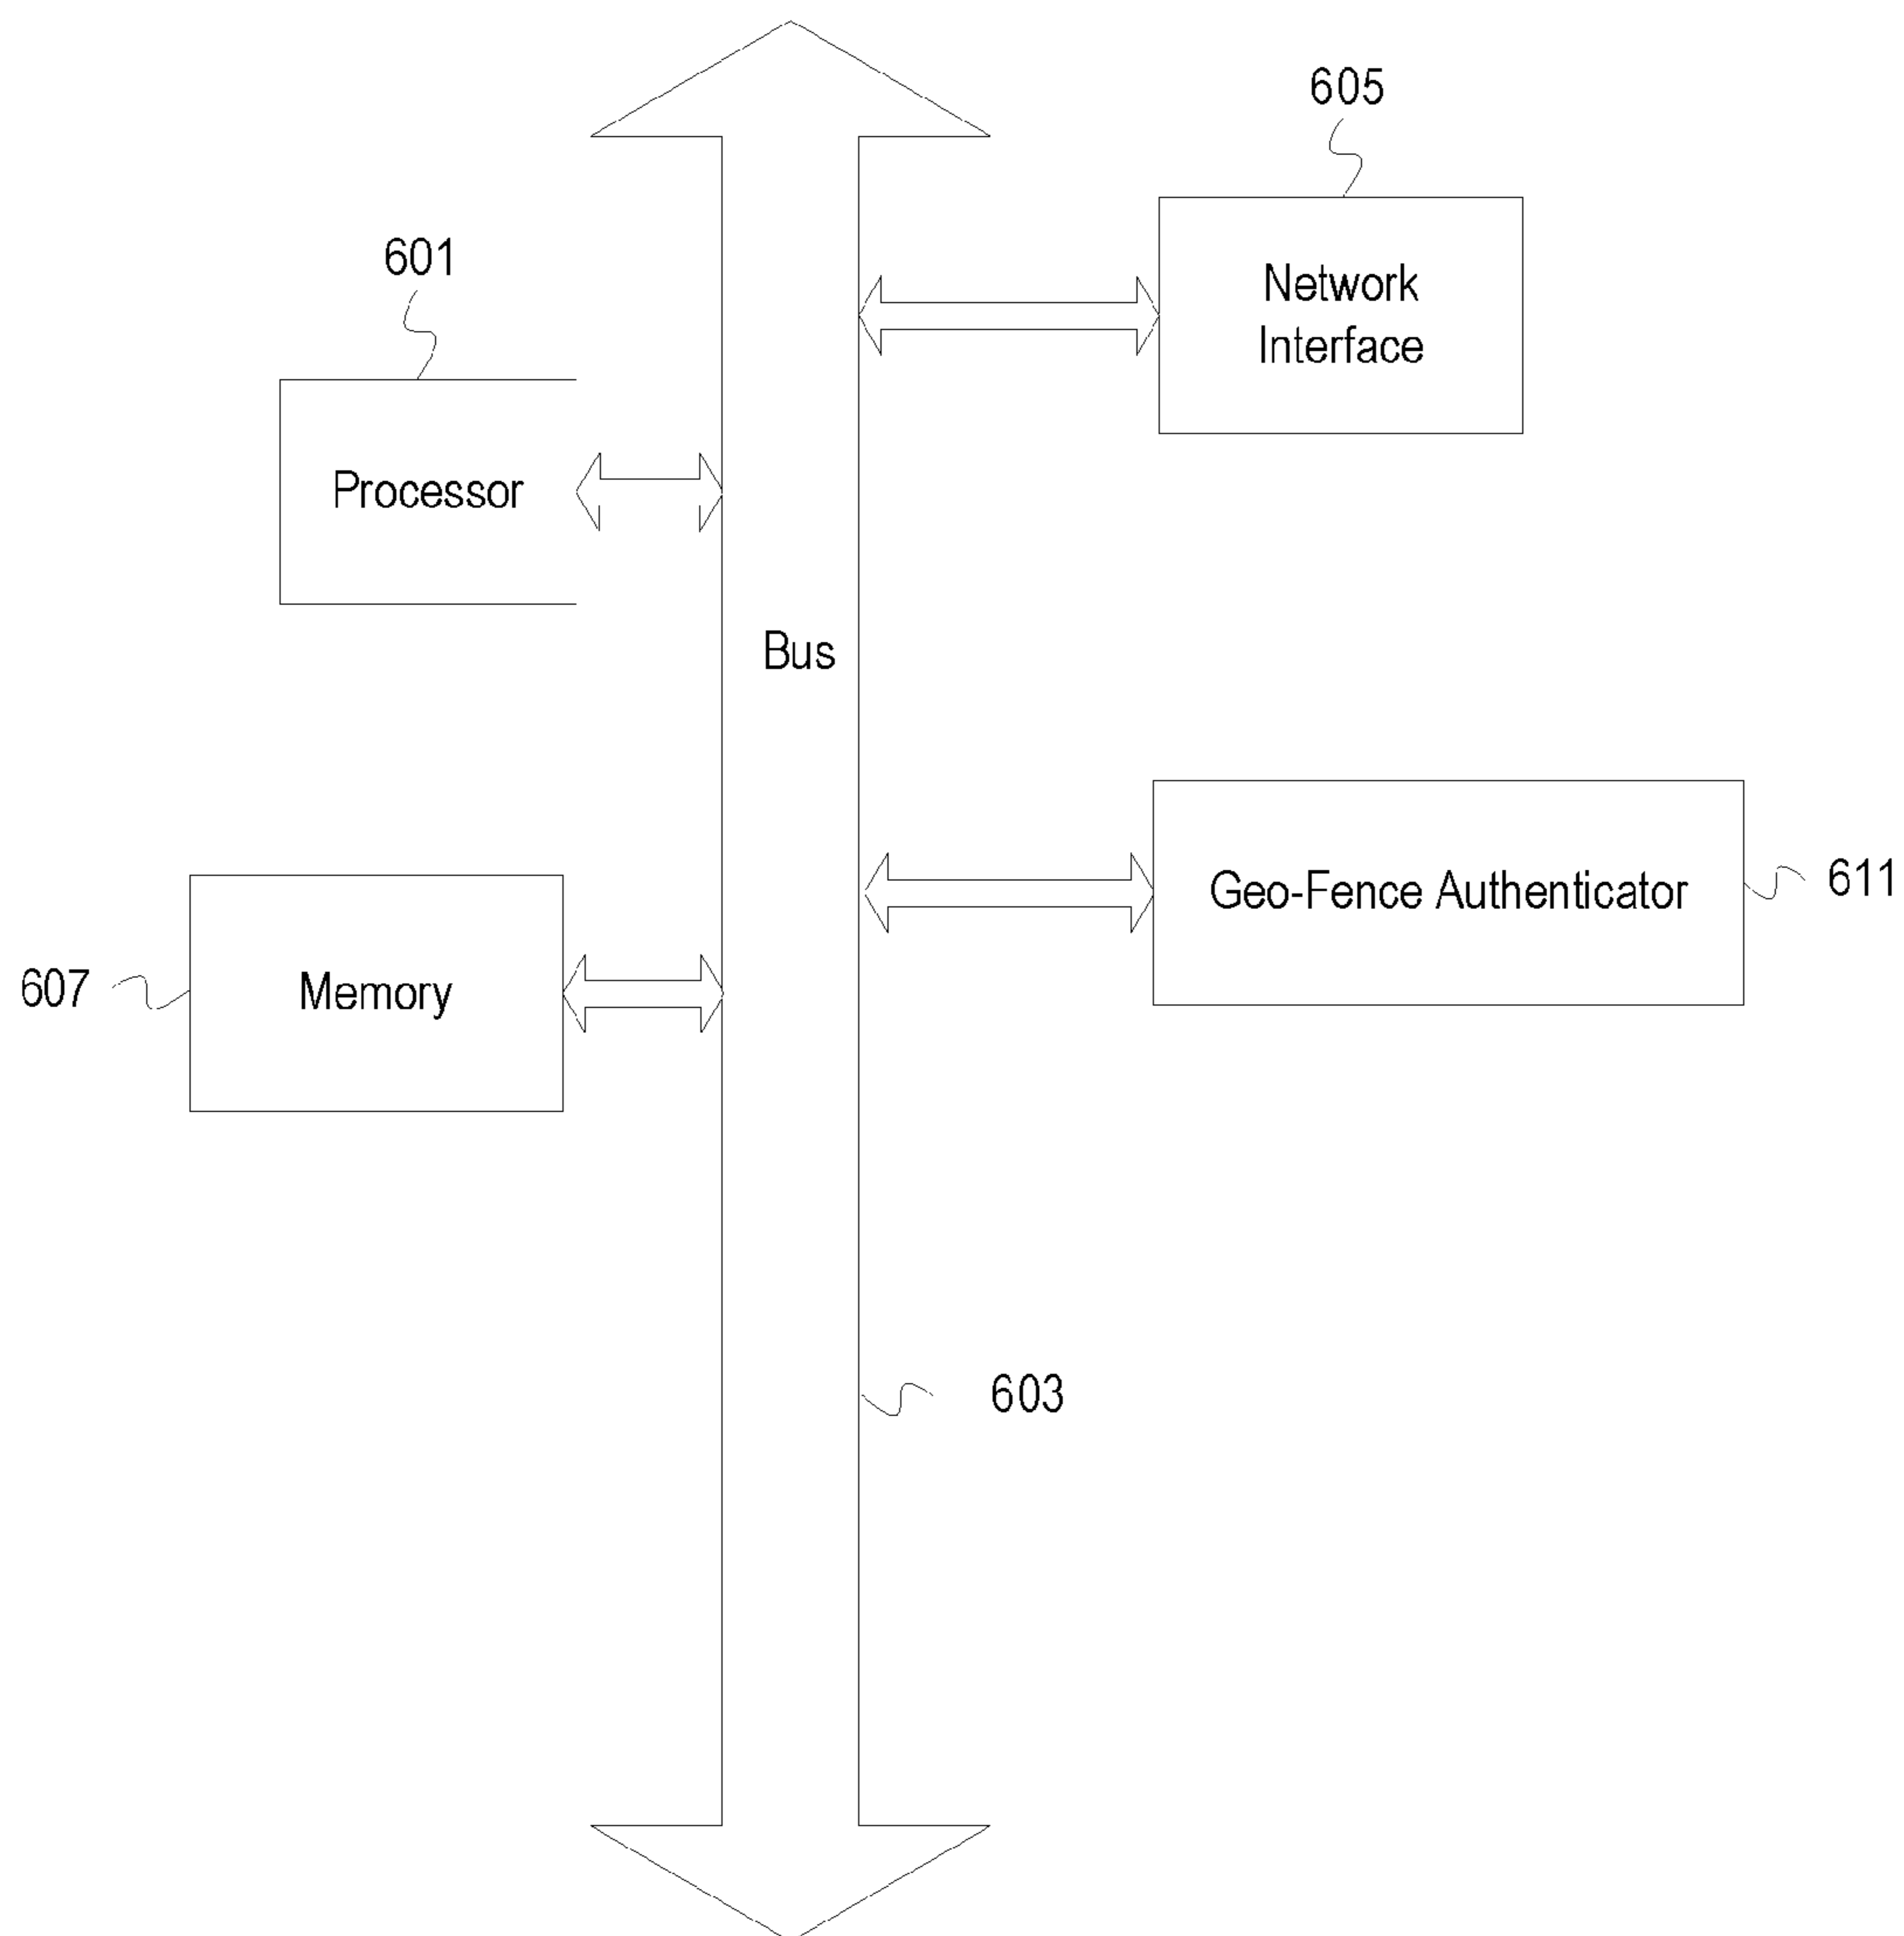 605
Network
Interface
601
Processor
Bus
Geo-Fence Authenticator
611
607
Memory
603